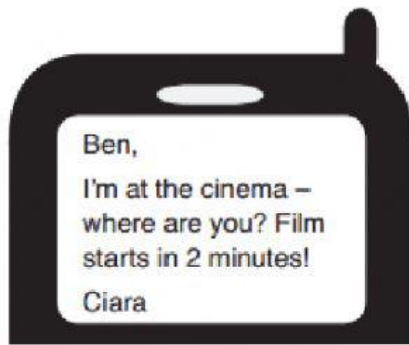 Ben,
I'm at the cinema –
where are you? Film
starts in 2 minutes!
Ciara